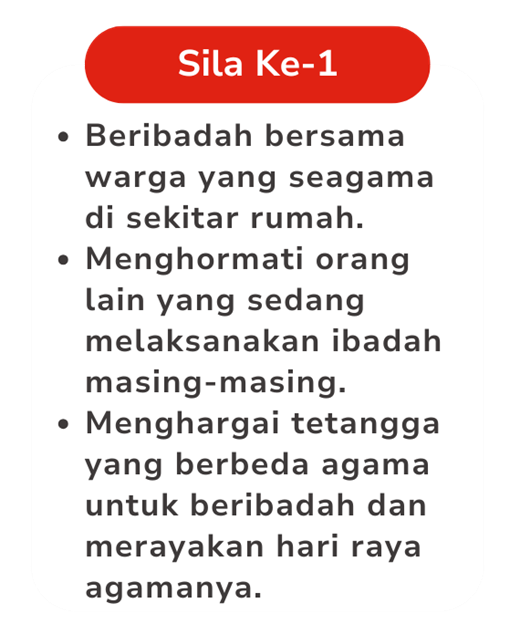 Sila Ke-1
• Beribadah bersama
warga yang seagama
di sekitar rumah.
• Menghormati orang
lain yang sedang
melaksanakan ibadah
masing-masing.
• Menghargai tetangga
yang berbeda agama
untuk beribadah dan
merayakan hari raya
agamanya.